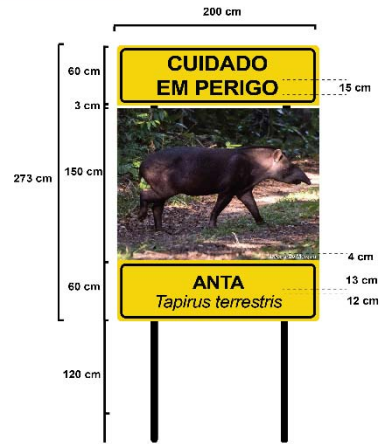 200 cm
60 cm
CUIDADO
EM PERIGO
15 cm
3 cm
150 cm
273 cm
4 cm
60 cm
ANTA
13 cm
Tapirus terrestris
12 cm
120 cm